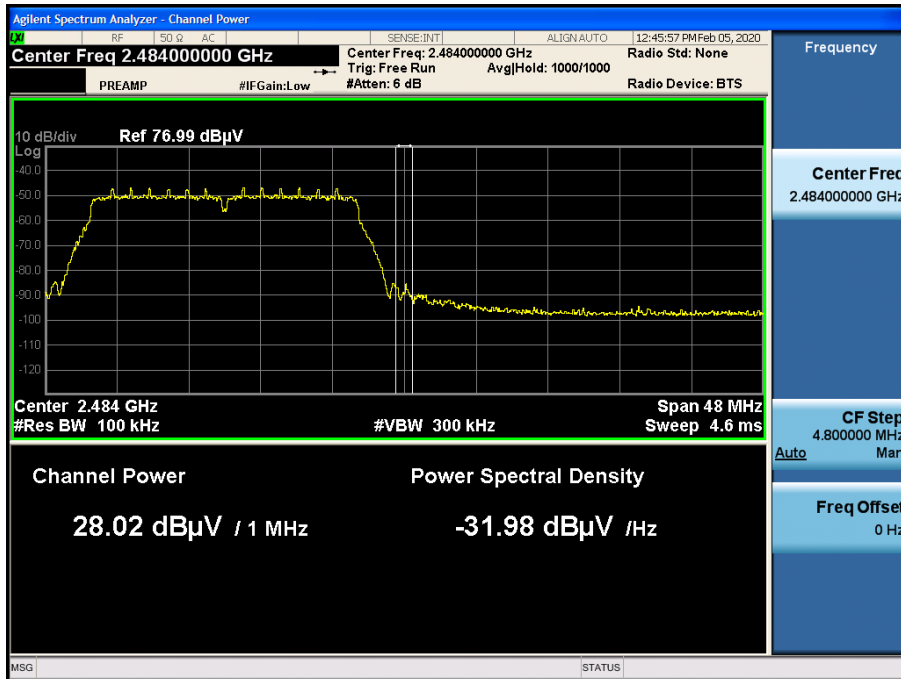 Agilent Spectrum Analyzer - Channel Power
LXI RF 50 Ω AC SENSE:INT ALIGN AUTO 12:45:57 PM Feb 05, 2020
Center Freq 2.484000000 GHz
Center Freq: 2.484000000 GHz
Radio Std: None
Trig: Free Run Avg|Hold: 1000/1000
PREAMP #IFGain:Low #Atten: 6 dB Radio Device: BTS
10 dB/div Ref 76.99 dBµV
Log
-40.0
-50.0
-60.0
-70.0
-80.0
-90.0
-100
-110
-120
Center 2.484 GHz Span 48 MHz
#Res BW 100 kHz #VBW 300 kHz Sweep 4.6 ms
Channel Power Power Spectral Density
28.02 dBµV / 1 MHz -31.98 dBµV /Hz
Frequency
Center Freq
2.484000000 GHz
CF Step
4.800000 MHz
Auto Man
Freq Offset
0 Hz
MSG STATUS